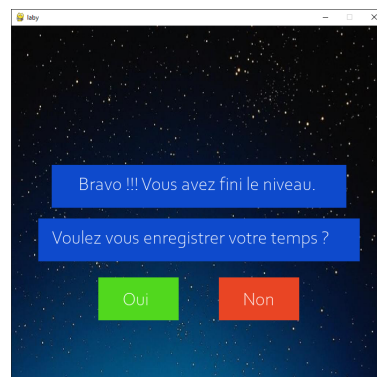 laby
Bravo !!! Vous avez fini le niveau.
Voulez vous enregistrer votre temps ?
Oui
Non